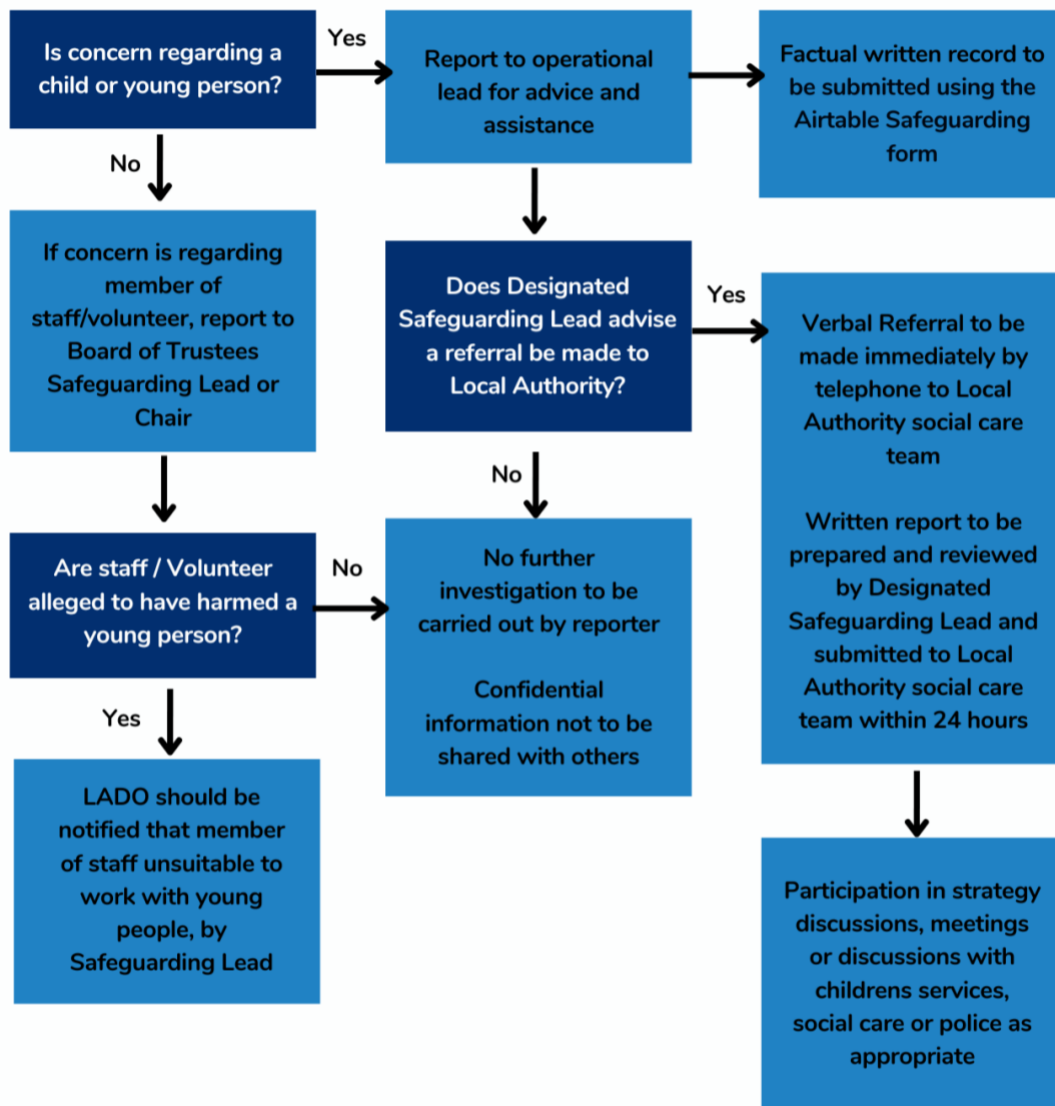 Is concern regarding a
child or young person?
Yes
Report to operational
lead for advice and
assistance
Factual written record to
be submitted using the
Airtable Safeguarding
form
No
If concern is regarding
member of
staff/volunteer, report to
Board of Trustees
Safeguarding Lead or
Chair
Does Designated
Safeguarding Lead advise
a referral be made to
Local Authority?
Yes
Verbal Referral to be
made immediately by
telephone to Local
Authority social care
team
Written report to be
prepared and reviewed
by Designated
Safeguarding Lead and
submitted to Local
Authority social care
team within 24 hours
No
Are staff / Volunteer
alleged to have harmed a
young person?
No
No further
investigation to be
carried out by reporter
Confidential
information not to be
shared with others
Yes
LADO should be
notified that member
of staff unsuitable to
work with young
people, by
Safeguarding Lead
Participation in strategy
discussions, meetings
or discussions with
childrens services,
social care or police as
appropriate